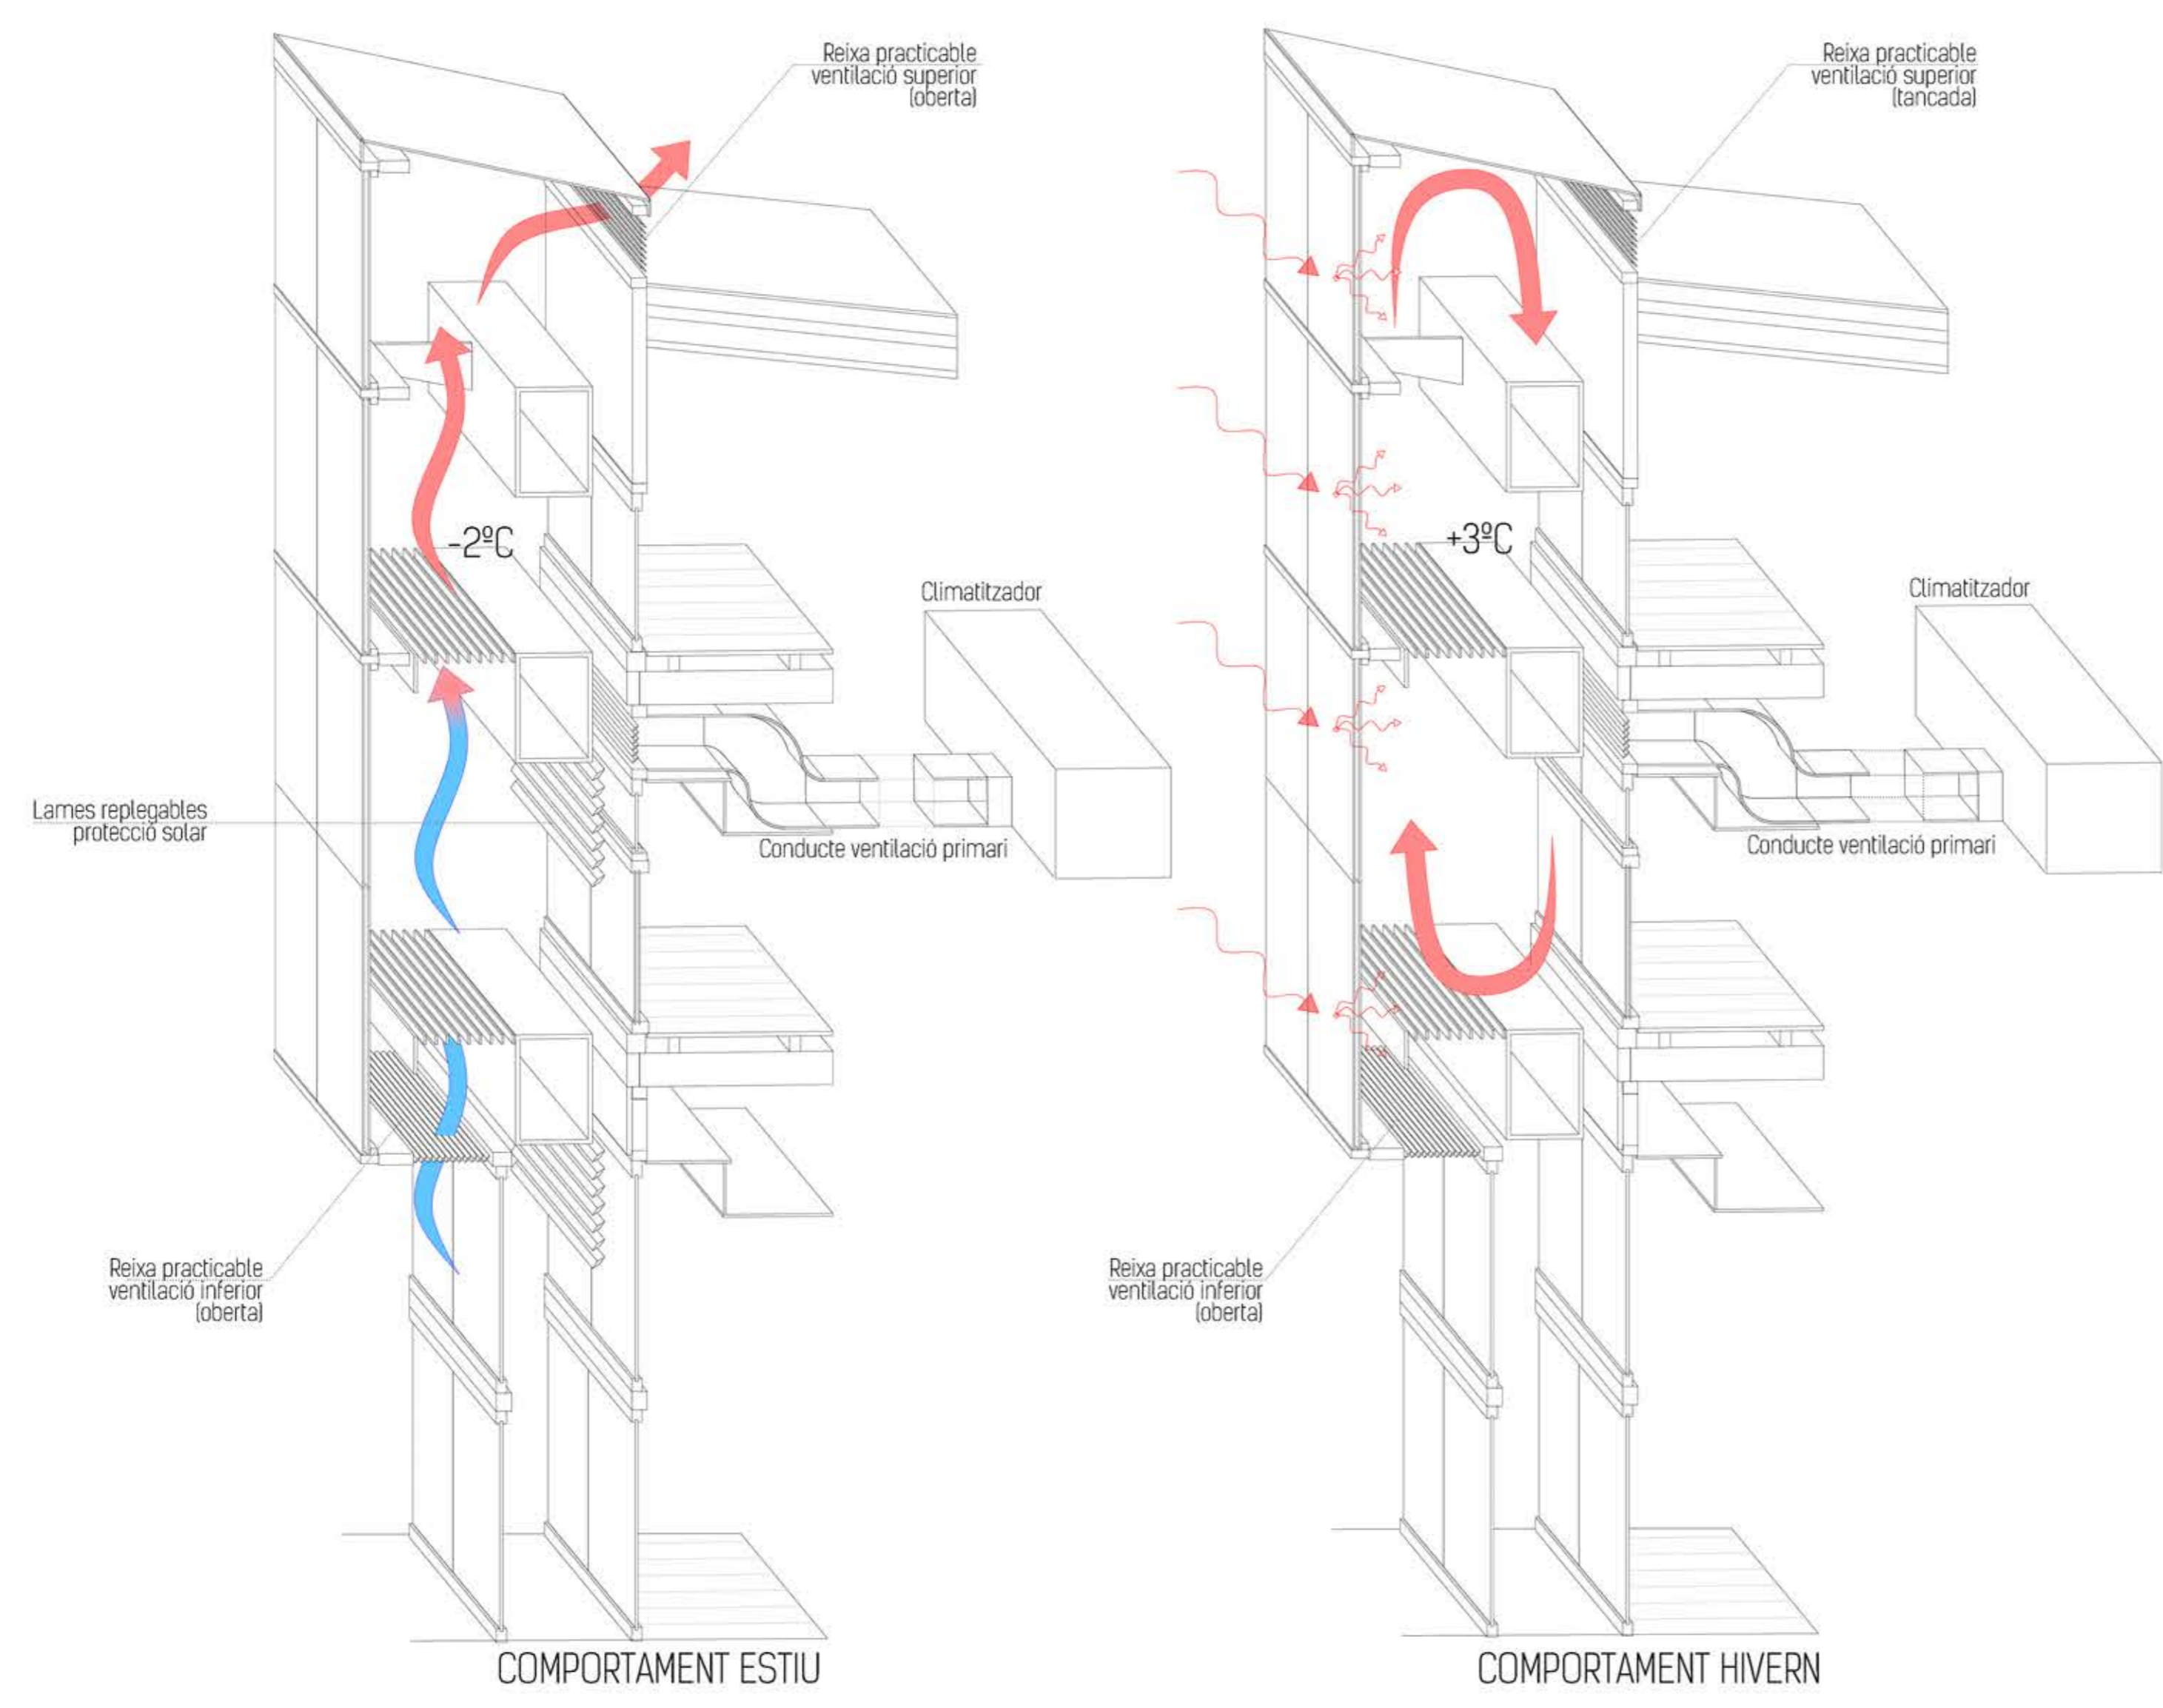 Reixa practicable
ventilació superior
(oberta)
-2ºC
Climatitzador
Lames replegables
protecció solar
Conducte ventilació primari
Reixa practicable
ventilació inferior
(oberta)
COMPORTAMENT ESTIU
Reixa practicable
ventilació superior
(tancada)
+3ºC
Climatitzador
Conducte ventilació primari
Reixa practicable
ventilació inferior
(oberta)
COMPORTAMENT HIVERN